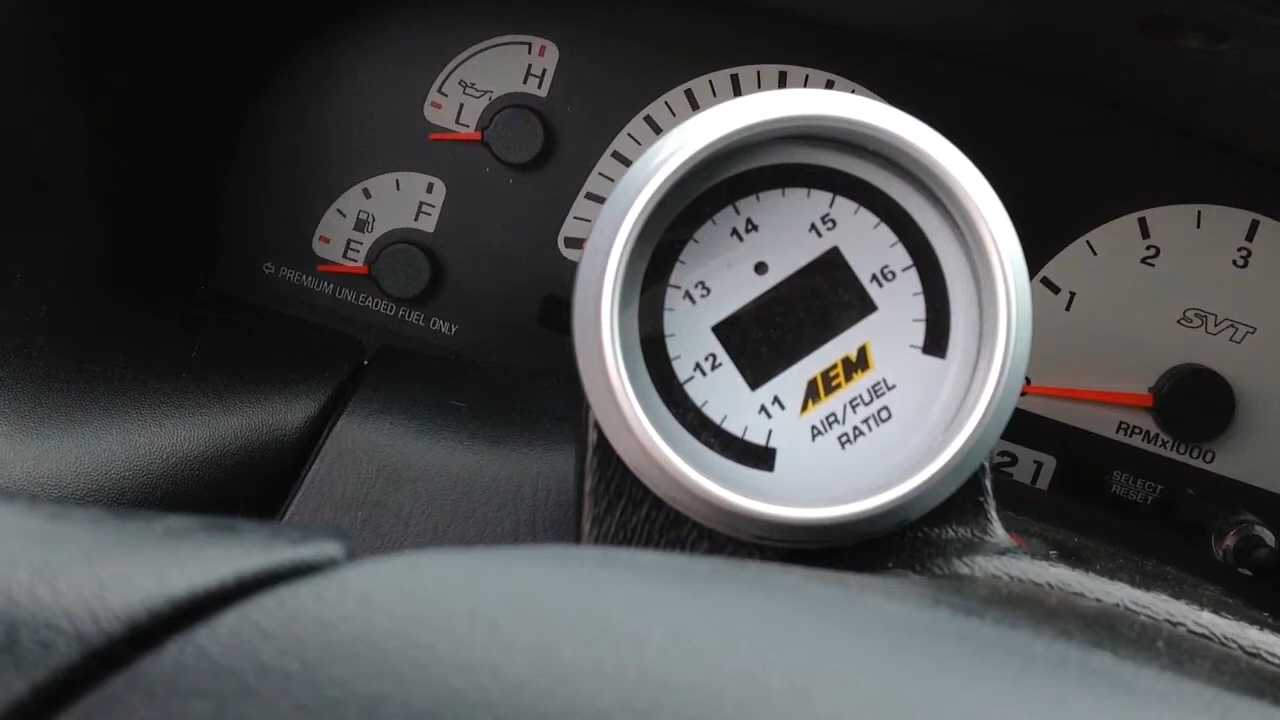 H
L
F
E
PREMIUM UNLEADED FUEL ONLY
14
15
13
16
12
11
AEM
AIR/FUEL
RATIO
1
2
3
SVT
RPMx1000
21
SELECT
RESET